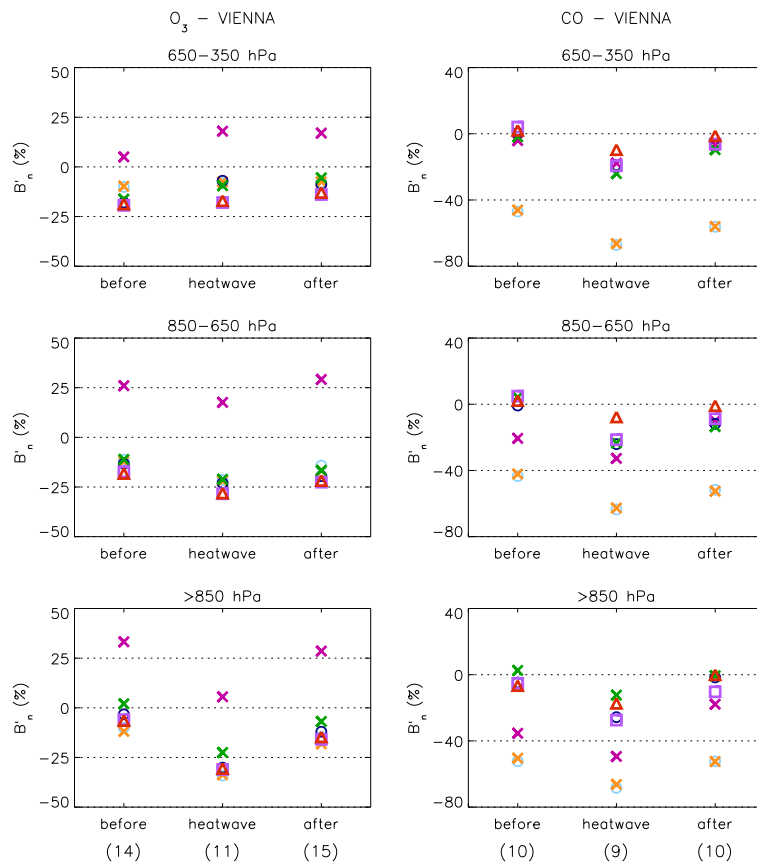 O₃ – VIENNA
650–350 hPa
50
25
0
−25
−50
B'ₙ (%)
before heatwave after
850–650 hPa
50
25
0
−25
−50
B'ₙ (%)
before heatwave after
>850 hPa
50
25
0
−25
−50
B'ₙ (%)
before heatwave after
(14) (11) (15)
CO – VIENNA
650–350 hPa
40
0
−40
−80
B'ₙ (%)
before heatwave after
850–650 hPa
40
0
−40
−80
B'ₙ (%)
before heatwave after
>850 hPa
40
0
−40
−80
B'ₙ (%)
before heatwave after
(10) (9) (10)